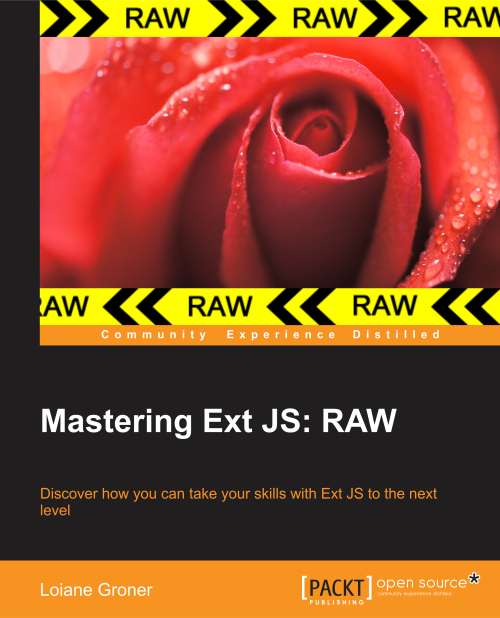 RAW RAW RAW
RAW RAW RAW
Community Experience Distilled
Mastering Ext JS: RAW
Discover how you can take your skills with Ext JS to the next
level
Loiane Groner
[PACKT] open source*
PUBLISHING community experience distilled